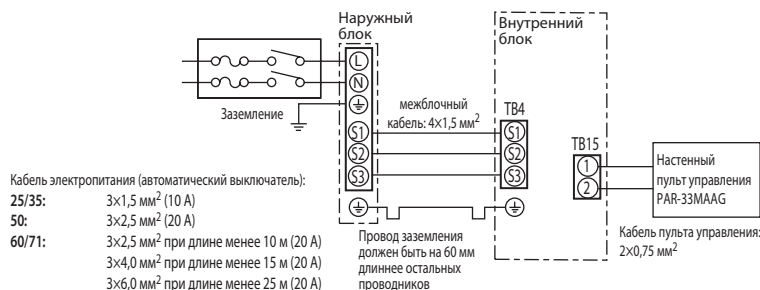 Наружный
блок
Внутренний
блок
L
N
Заземление
межблочный
кабель: 4×1,5 мм²
TB4
S1
S1
S2
S2
S3
S3
TB15
1
2
Настенный
пульт управления
PAR-33MAAG
Кабель пульта управления:
2×0,75 мм²
Провод заземления
должен быть на 60 мм
длиннее остальных
проводников
Кабель электропитания (автоматический выключатель):
25/35: 3×1,5 мм² (10 А)
50: 3×2,5 мм² (20 А)
60/71: 3×2,5 мм² при длине менее 10 м (20 А)
3×4,0 мм² при длине менее 15 м (20 А)
3×6,0 мм² при длине менее 25 м (20 А)